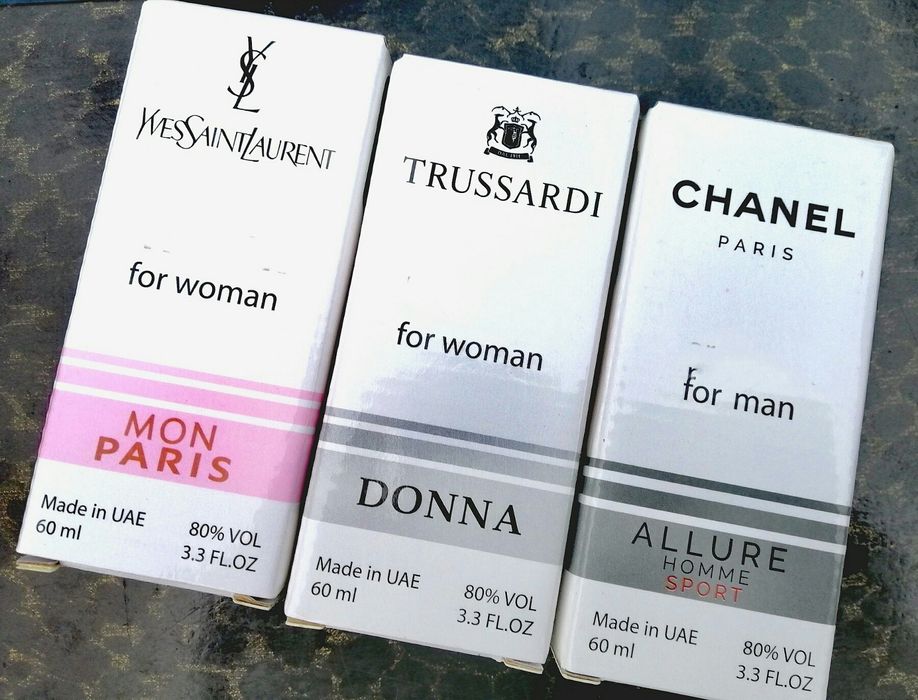 YSL
YVESSAINTLAURENT
for woman
MON
PARIS
Made in UAE
60 ml
80% VOL
3.3 FL.OZ
TRUSSARDI
for woman
DONNA
Made in UAE
60 ml
80% VOL
3.3 FL.OZ
CHANEL
PARIS
for man
ALLURE
HOMME
SPORT
Made in UAE
60 ml
80% VOL
3.3 FL.OZ